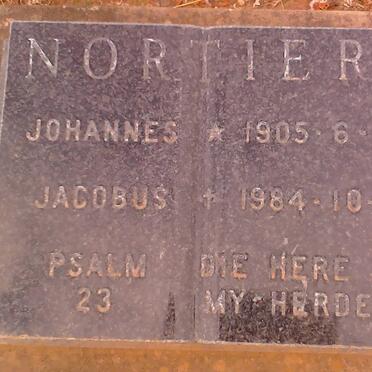 NORTIER
JOHANNES * 1905-6-
JACOBUS + 1984-10-
PSALM DIE HERE
23 MY HERDE